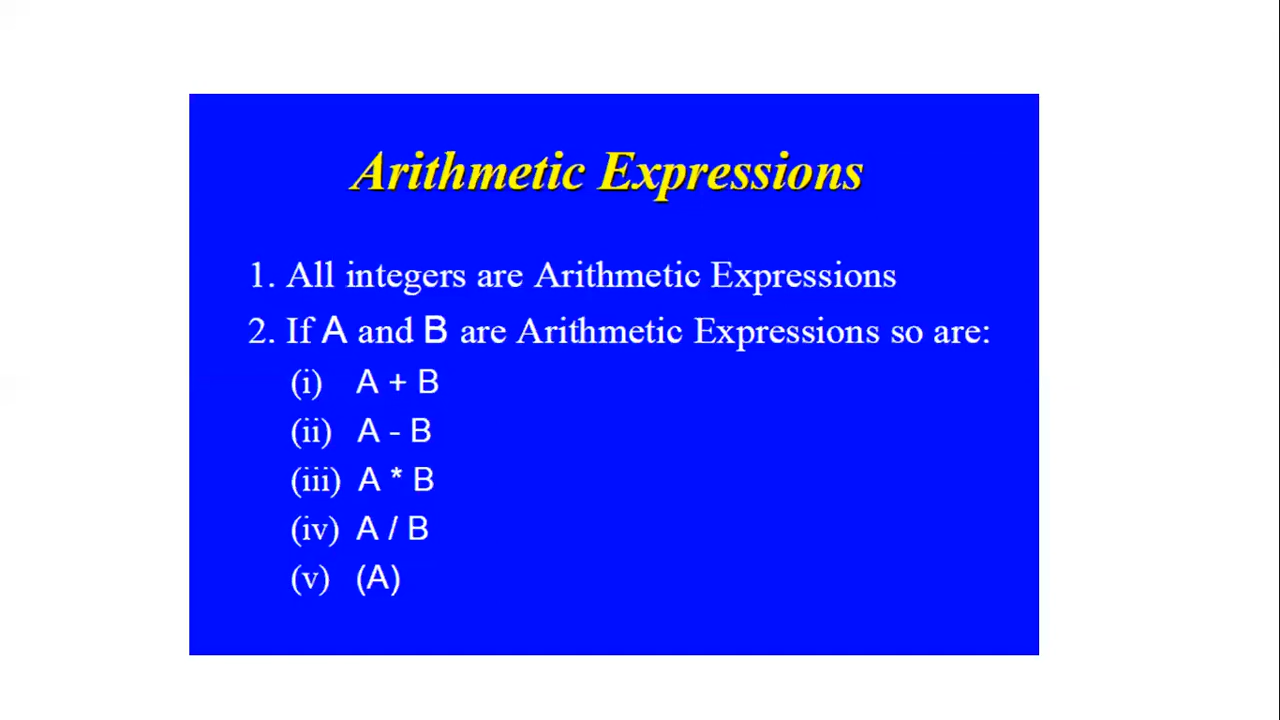 Arithmetic Expressions
1. All integers are Arithmetic Expressions
2. If A and B are Arithmetic Expressions so are:
(i) A + B
(ii) A - B
(iii) A * B
(iv) A / B
(v) (A)